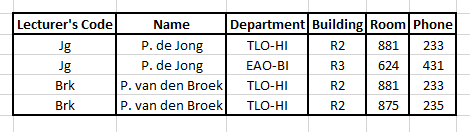 Lecturer's Code Name Department Building Room Phone
Jg P. de Jong TLO-HI R2 881 233
Jg P. de Jong EAO-BI R3 624 431
Brk P. van den Broek TLO-HI R2 881 233
Brk P. van den Broek TLO-HI R2 875 235